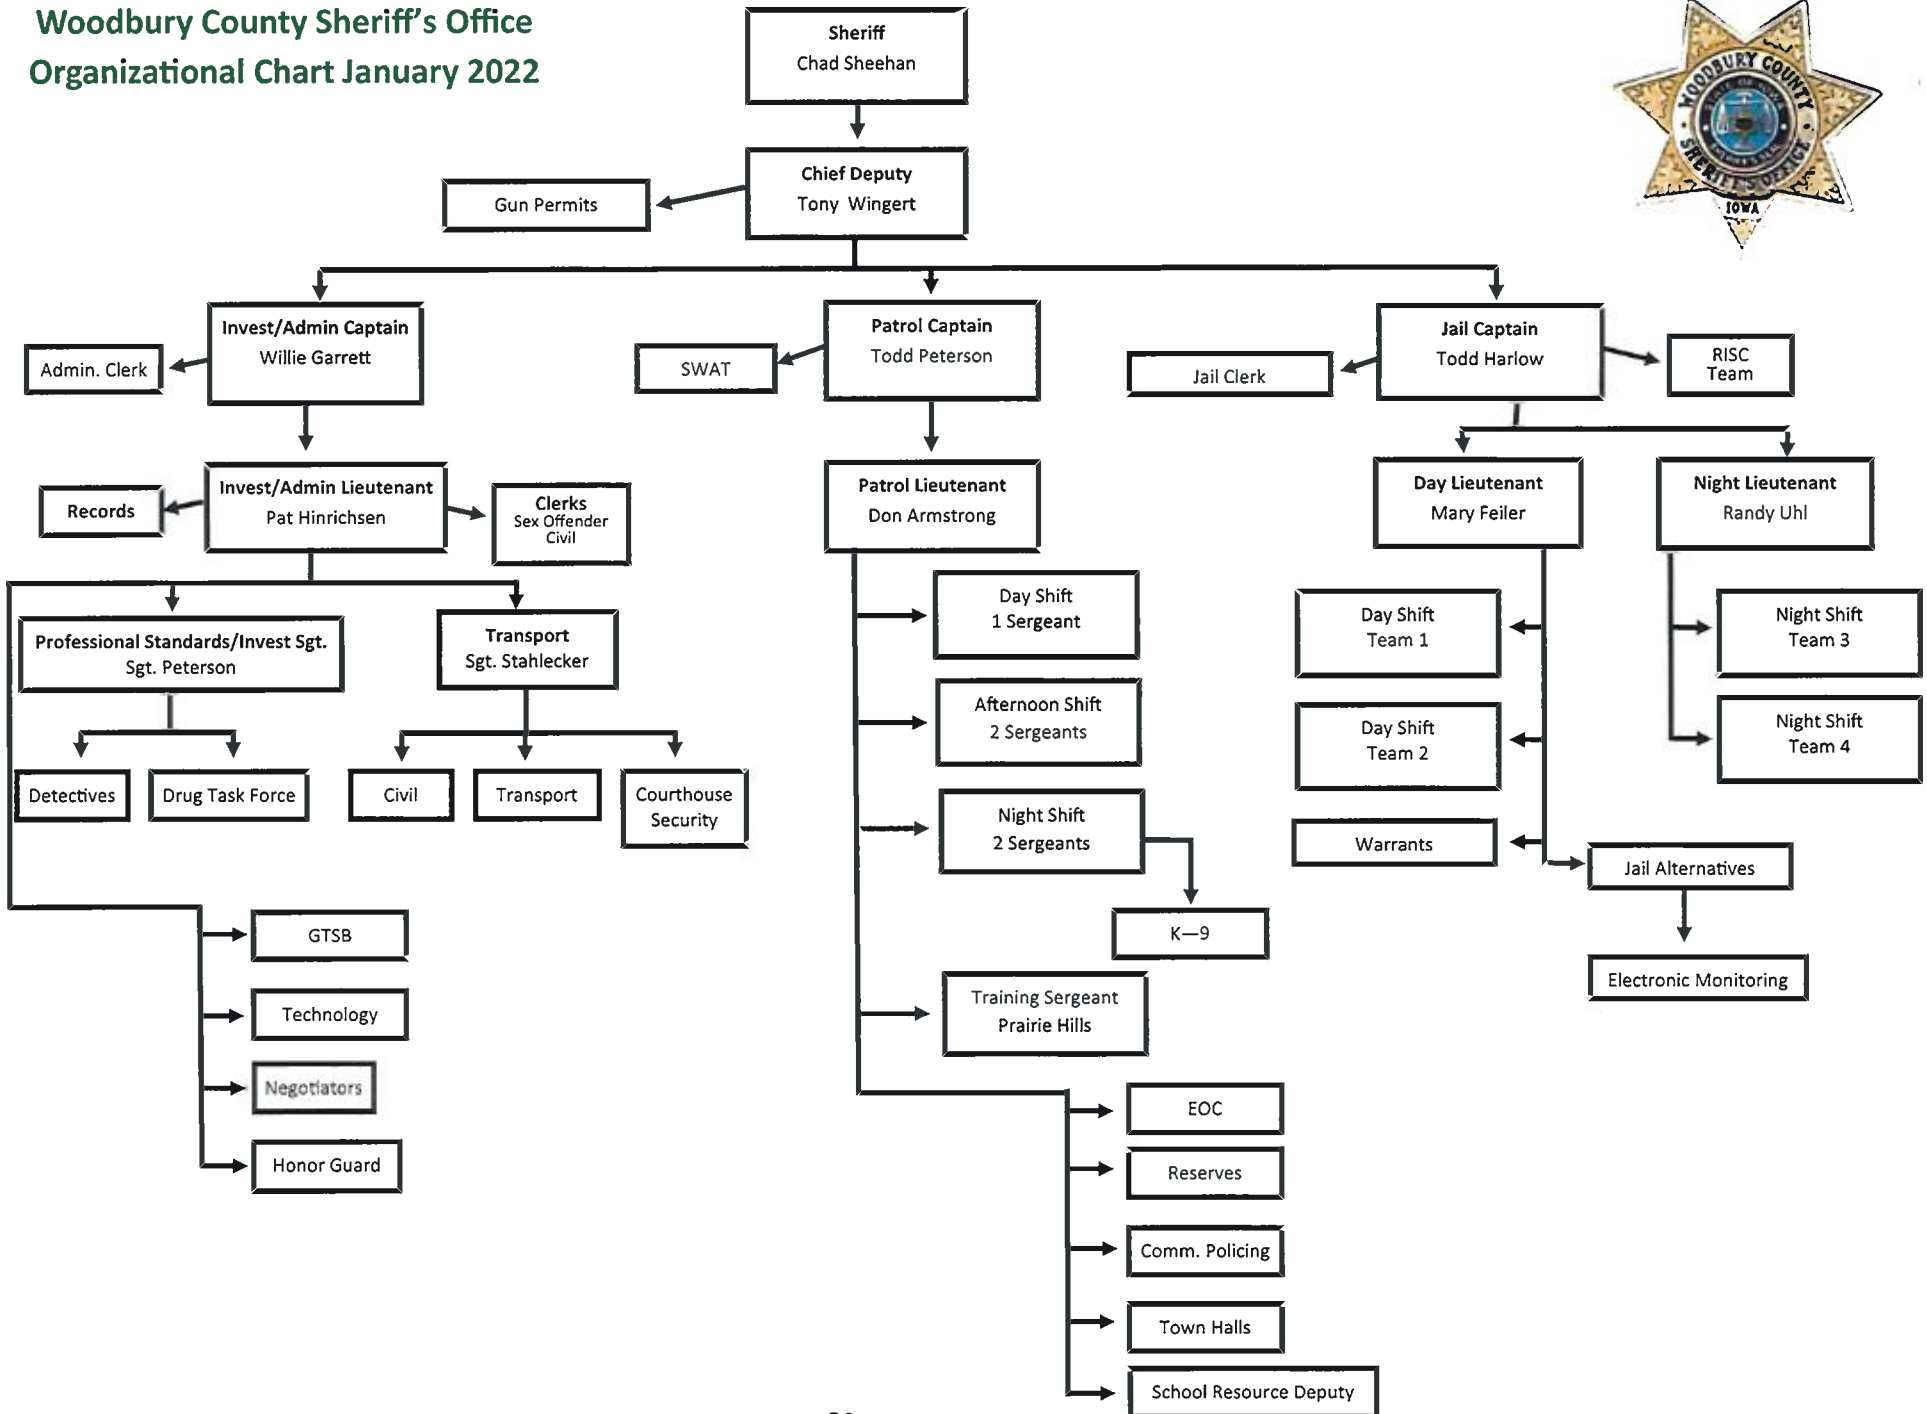 Woodbury County Sheriff's Office
Organizational Chart January 2022
Sheriff
Chad Sheehan
WOODBURY COUNTY
SHERIFF'S OFFICE
IOWA
Chief Deputy
Tony Wingert
Gun Permits
Invest/Admin Captain
Willie Garrett
Admin. Clerk
Patrol Captain
Todd Peterson
SWAT
Jail Captain
Todd Harlow
Jail Clerk
RISC
Team
Invest/Admin Lieutenant
Pat Hinrichsen
Records
Clerks
Sex Offender
Civil
Patrol Lieutenant
Don Armstrong
Day Lieutenant
Mary Feiler
Night Lieutenant
Randy Uhl
Professional Standards/Invest Sgt.
Sgt. Peterson
Transport
Sgt. Stahlecker
Detectives
Drug Task Force
Civil
Transport
Courthouse
Security
GTSB
Technology
Negotiators
Honor Guard
Day Shift
1 Sergeant
Afternoon Shift
2 Sergeants
Night Shift
2 Sergeants
K—9
Training Sergeant
Prairie Hills
EOC
Reserves
Comm. Policing
Town Halls
School Resource Deputy
Day Shift
Team 1
Day Shift
Team 2
Warrants
Jail Alternatives
Electronic Monitoring
Night Shift
Team 3
Night Shift
Team 4